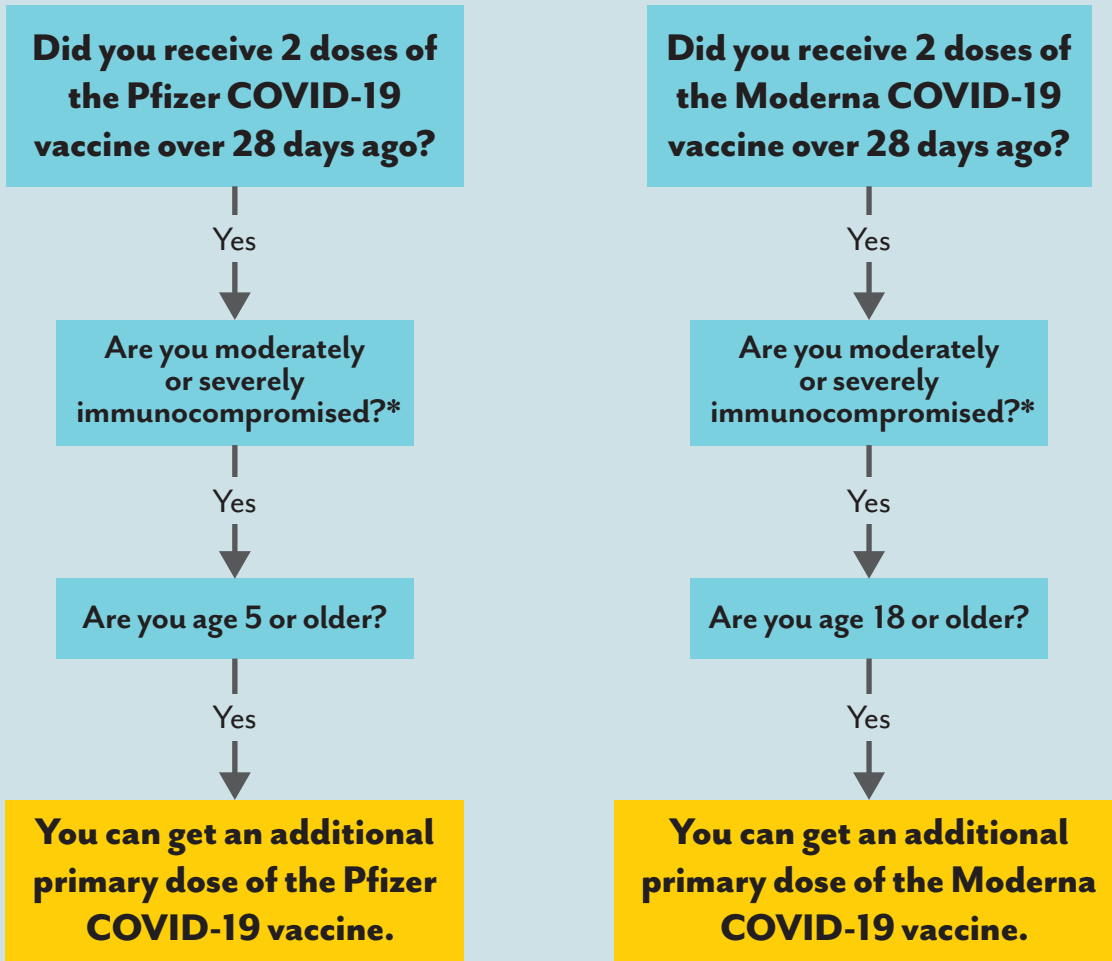 Did you receive 2 doses of
the Pfizer COVID-19
vaccine over 28 days ago?
Yes
Are you moderately
or severely
immunocompromised?*
Yes
Are you age 5 or older?
Yes
You can get an additional
primary dose of the Pfizer
COVID-19 vaccine.
Did you receive 2 doses of
the Moderna COVID-19
vaccine over 28 days ago?
Yes
Are you moderately
or severely
immunocompromised?*
Yes
Are you age 18 or older?
Yes
You can get an additional
primary dose of the Moderna
COVID-19 vaccine.